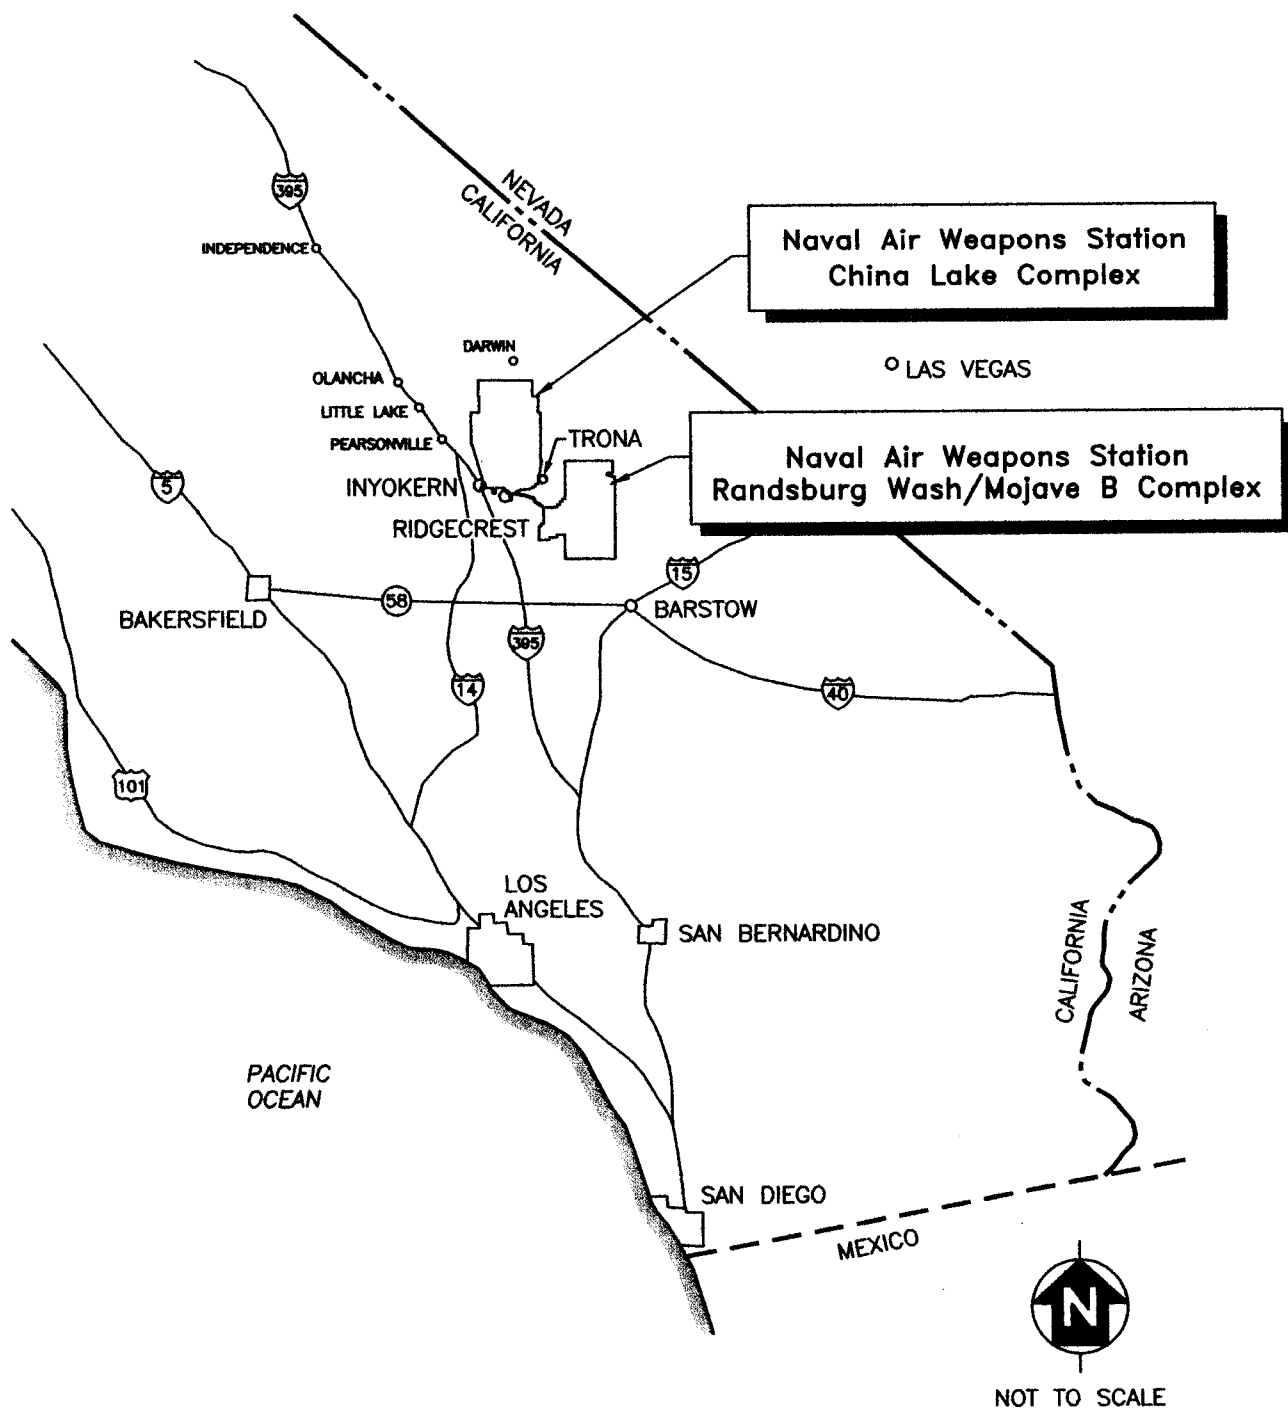 395
NEVADA
CALIFORNIA
INDEPENDENCE
Naval Air Weapons Station
China Lake Complex
DARWIN
LAS VEGAS
OLANCHA
LITTLE LAKE
PEARSONVILLE
TRONA
Naval Air Weapons Station
Randsburg Wash/Mojave B Complex
5
INYOKERN
RIDGECREST
15
58
BARSTOW
BAKERSFIELD
395
14
40
101
LOS
ANGELES
SAN BERNARDINO
CALIFORNIA
ARIZONA
PACIFIC
OCEAN
SAN DIEGO
MEXICO
N
NOT TO SCALE